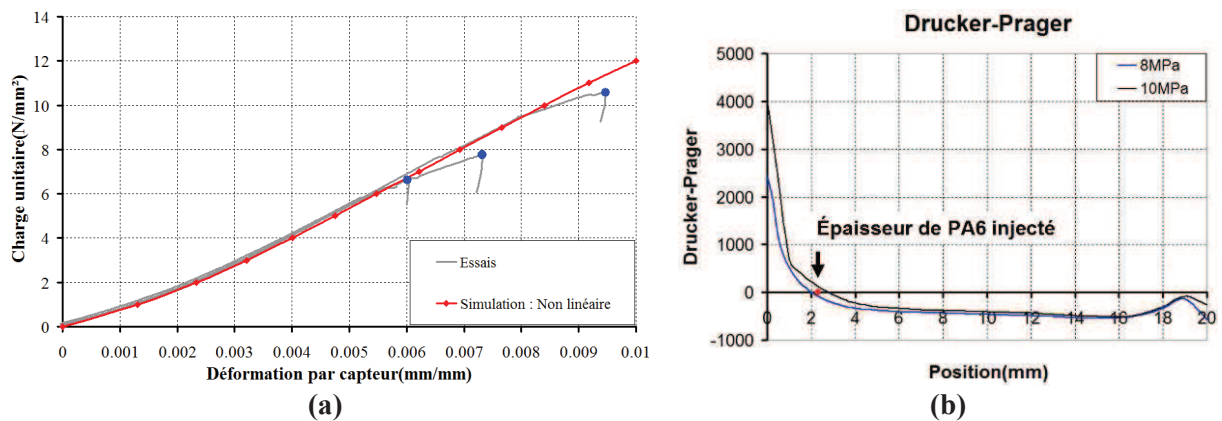 14
12
10
8
6
4
2
0
Charge unitaire(N/mm²)
Essais
Simulation : Non linéaire
0 0.001 0.002 0.003 0.004 0.005 0.006 0.007 0.008 0.009 0.01
Déformation par capteur(mm/mm)
(a)
Drucker-Prager
5000
4000
3000
2000
1000
0
-1000
Drucker-Prager
8MPa
10MPa
Épaisseur de PA6 injecté
0 2 4 6 8 10 12 14 16 18 20
Position(mm)
(b)